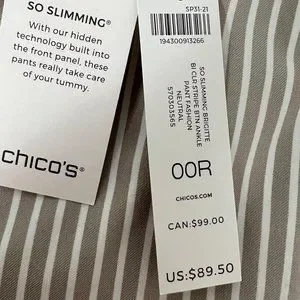 SO SLIMMING®
With our hidden
technology built into
the front panel, these
pants really take care
of your tummy.
chico's®
SP31-21
194300913266
SO SLIMMING BRIGITTE
BI CLR STRIPE BTN ANKLE
PANT FASHION
NEUTRAL
570303565
00R
CHICOS.COM
CAN:$99.00
US:$89.50